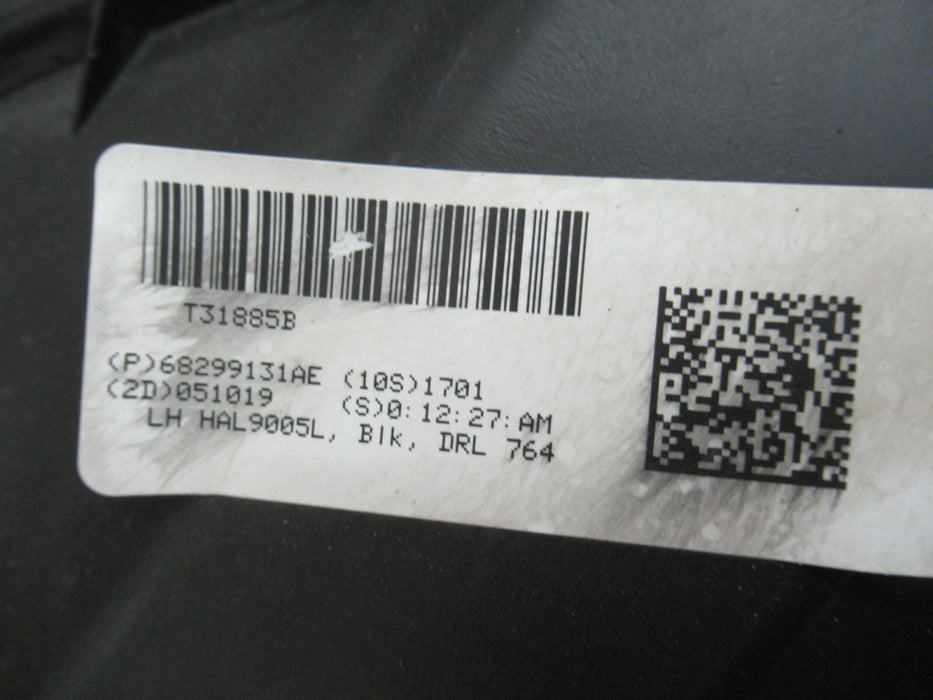 T31885B
(P)68299131AE (10S)1701
(2D)051019 (S)0:12:27:AM
LH HAL9005L, Blk, DRL 764